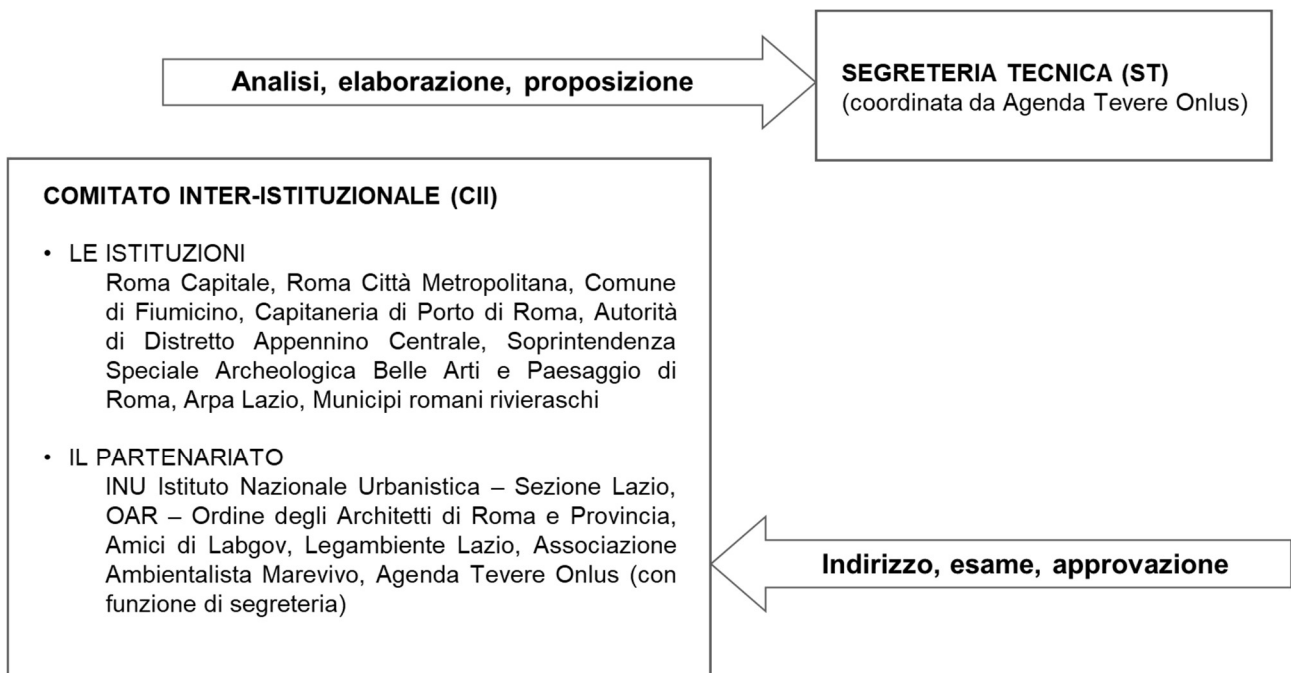 Analisi, elaborazione, proposizione
SEGRETERIA TECNICA (ST)
(coordinata da Agenda Tevere Onlus)
COMITATO INTER-ISTITUZIONALE (CII)
• LE ISTITUZIONI
Roma Capitale, Roma Città Metropolitana, Comune
di Fiumicino, Capitaneria di Porto di Roma, Autorità
di Distretto Appennino Centrale, Soprintendenza
Speciale Archeologica Belle Arti e Paesaggio di
Roma, Arpa Lazio, Municipi romani rivieraschi
• IL PARTENARIATO
INU Istituto Nazionale Urbanistica – Sezione Lazio,
OAR – Ordine degli Architetti di Roma e Provincia,
Amici di Labgov, Legambiente Lazio, Associazione
Ambientalista Marevivo, Agenda Tevere Onlus (con
funzione di segreteria)
Indirizzo, esame, approvazione